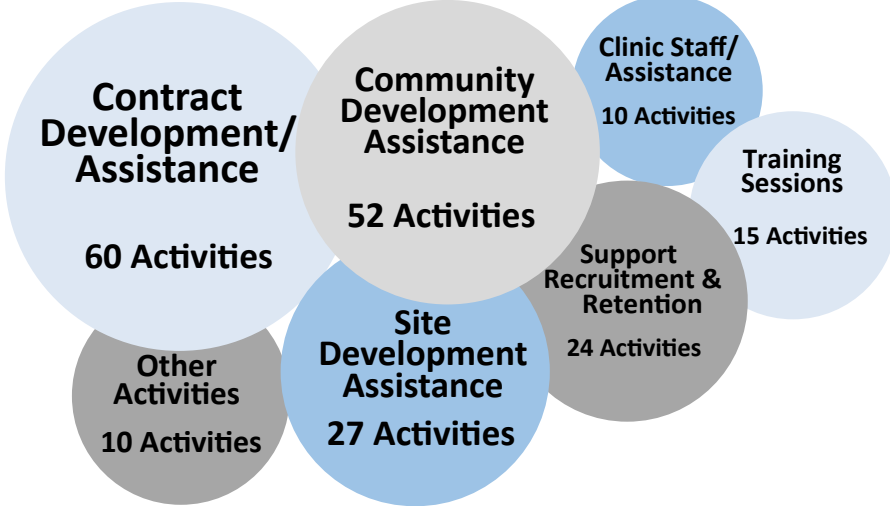 Contract
Development/
Assistance
60 Activities
Community
Development
Assistance
52 Activities
Clinic Staff/
Assistance
10 Activities
Training
Sessions
15 Activities
Support
Recruitment &
Retention
24 Activities
Site
Development
Assistance
27 Activities
Other
Activities
10 Activities